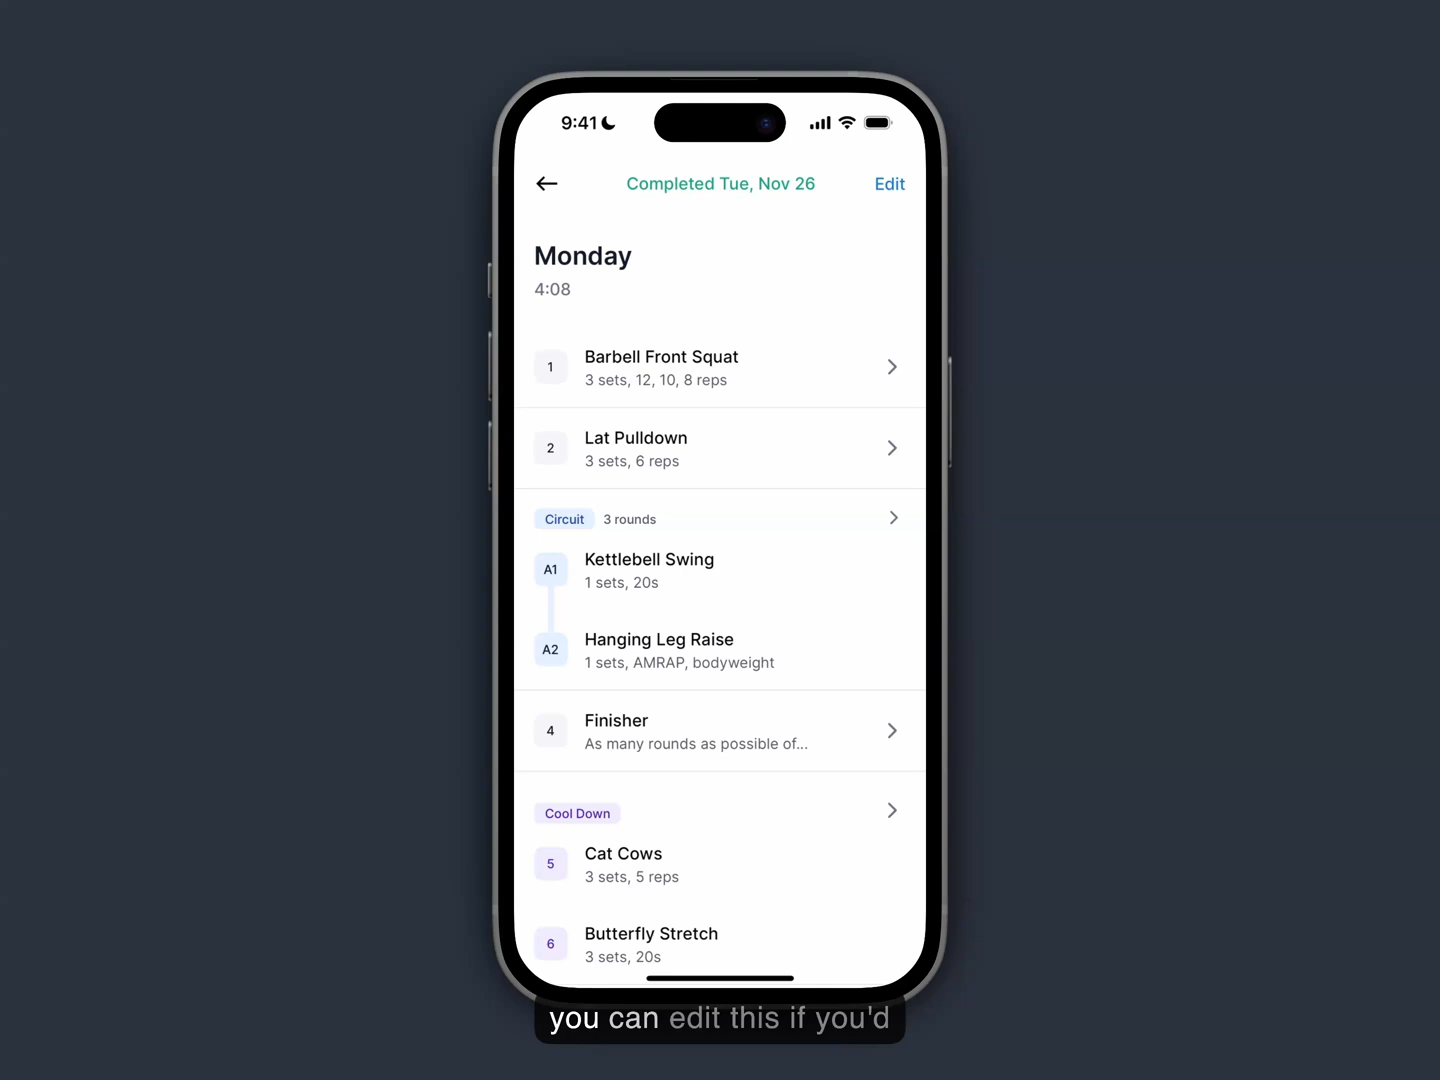 9:41
Completed Tue, Nov 26
Edit
Monday
4:08
1
Barbell Front Squat
3 sets, 12, 10, 8 reps
2
Lat Pulldown
3 sets, 6 reps
Circuit
3 rounds
A1
Kettlebell Swing
1 sets, 20s
A2
Hanging Leg Raise
1 sets, AMRAP, bodyweight
4
Finisher
As many rounds as possible of...
Cool Down
5
Cat Cows
3 sets, 5 reps
6
Butterfly Stretch
3 sets, 20s
you can edit this if you'd